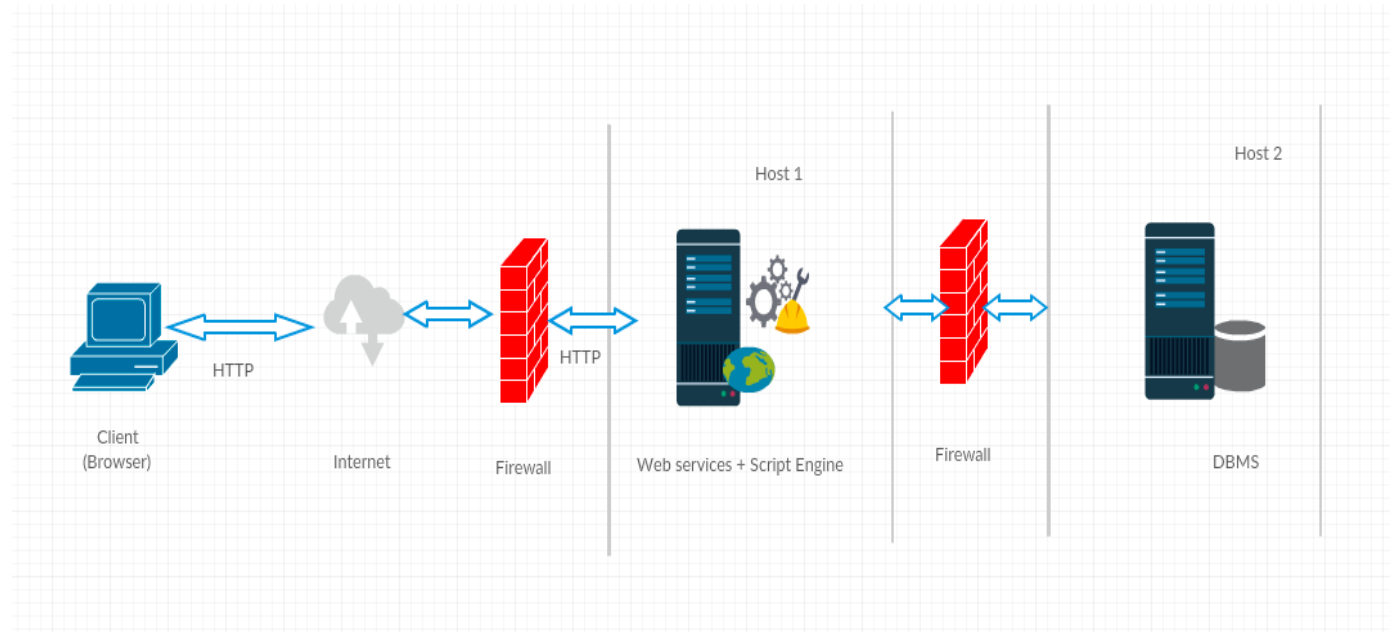 Host 1
Host 2
HTTP
HTTP
Client
(Browser)
Internet
Firewall
Web services + Script Engine
Firewall
DBMS